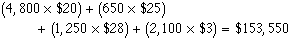 (4,800 × $20) + (650 × $25)
+ (1,250 × $28) + (2,100 × $3) = $153,550